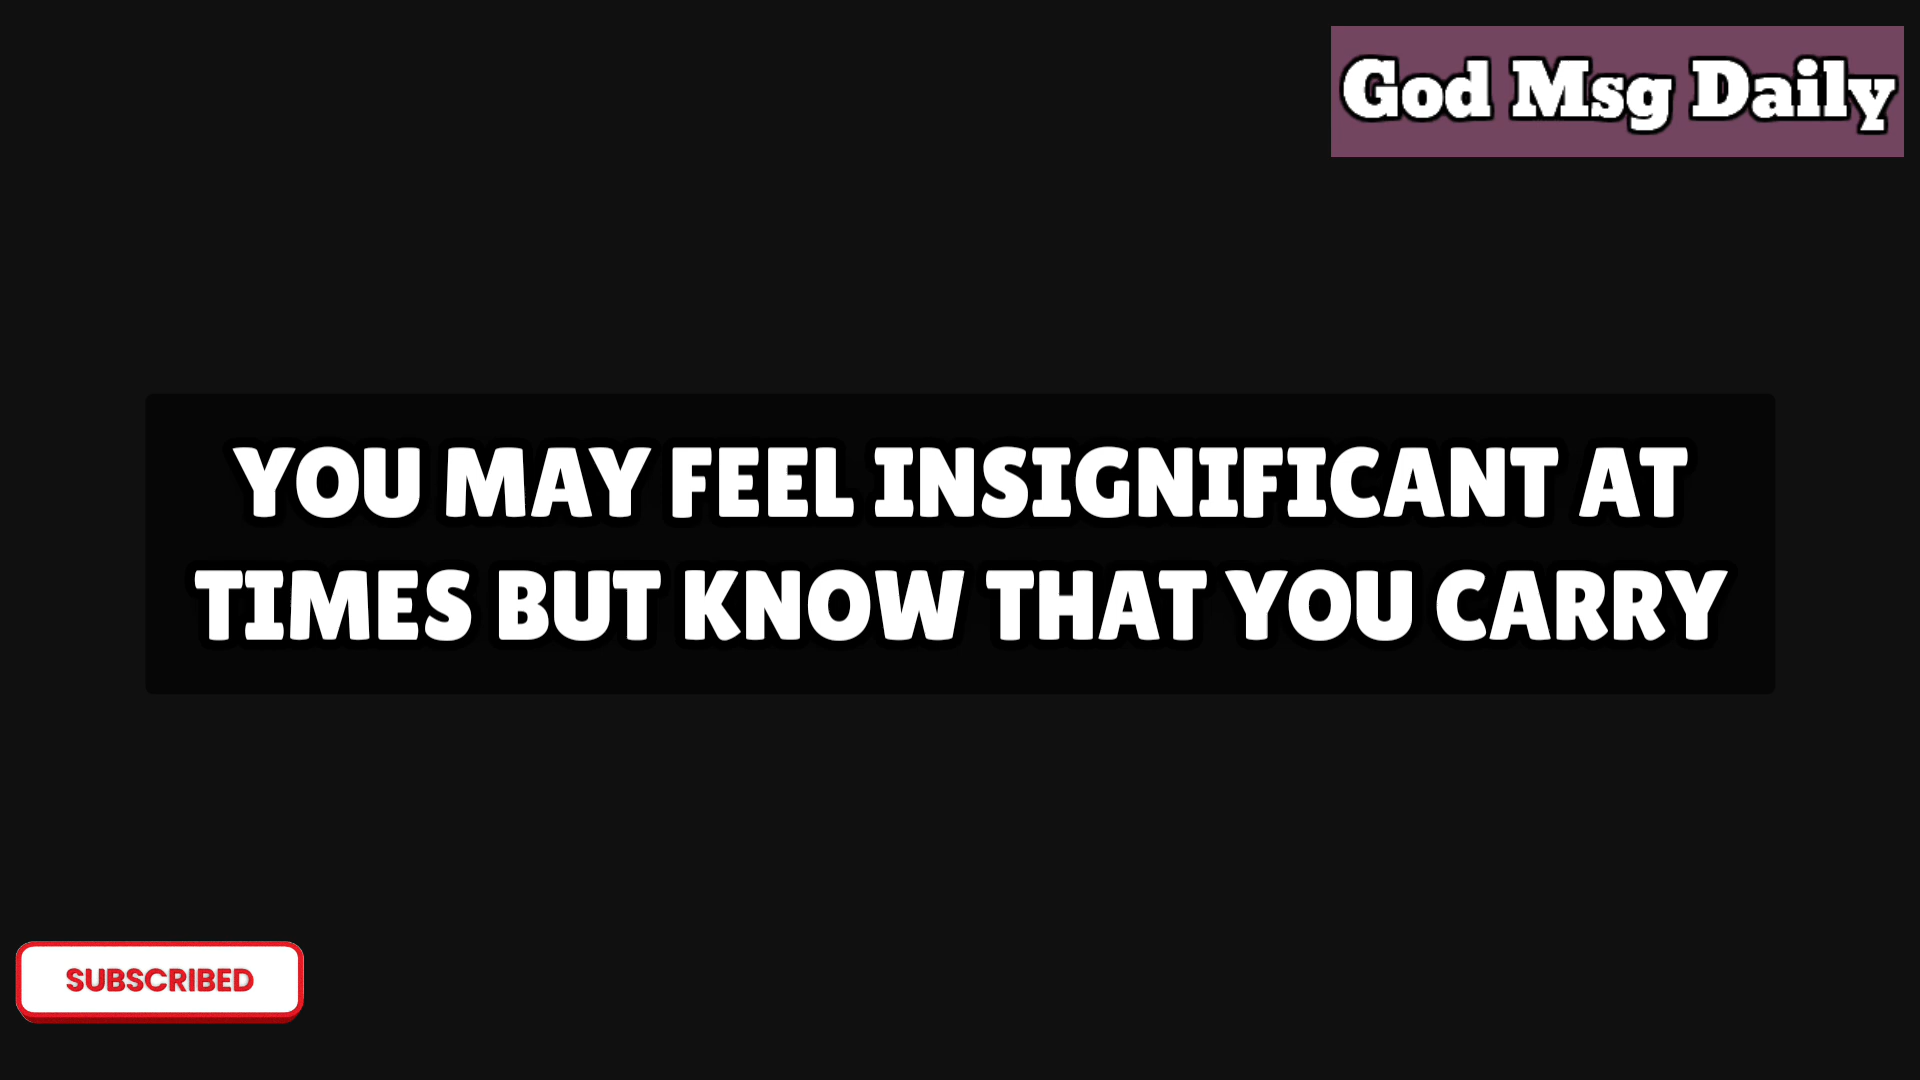 God Msg Daily
YOU MAY FEEL INSIGNIFICANT AT
TIMES BUT KNOW THAT YOU CARRY
SUBSCRIBED